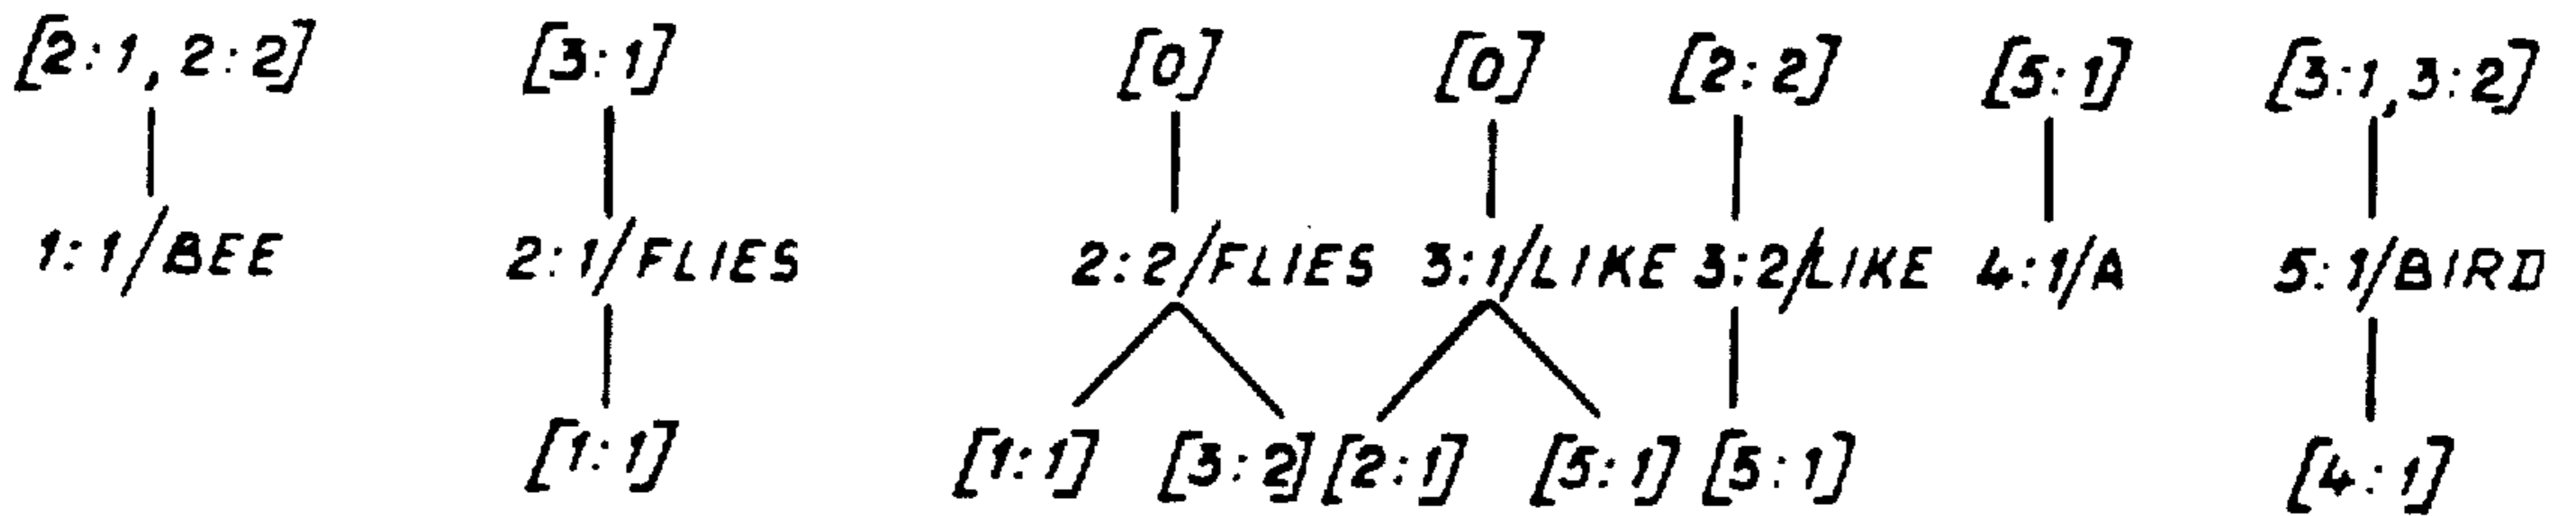 [2:1, 2:2] [3:1] [0] [0] [2:2] [5:1] [3:1, 3:2]
1:1/BEE 2:1/FLIES 2:2/FLIES 3:1/LIKE 3:2/LIKE 4:1/A 5:1/BIRD
[1:1] [1:1] [3:2] [2:1] [5:1] [5:1] [4:1]